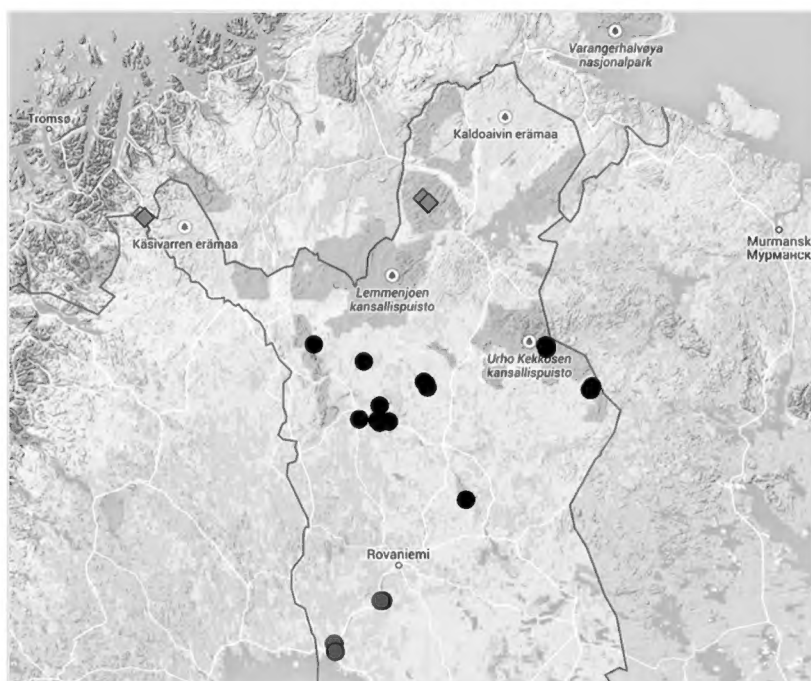 Varangerhalvøya
nasjonalpark
Tromsø
Kaldoaivin erämaa
Käsivarren erämaa
Murmansk
Мурманск
Lemmenjoen
kansallispuisto
Urho Kekkosen
kansallispuisto
Rovaniemi